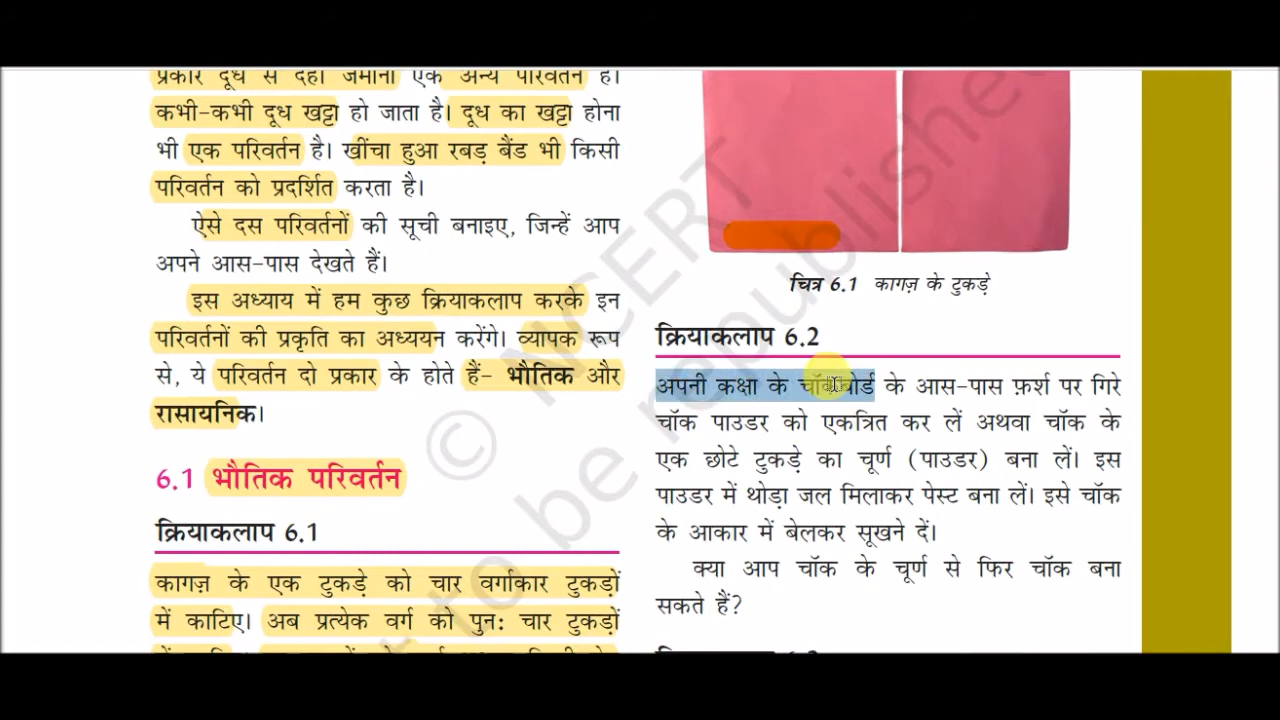 प्रकार दूध से दही जमाना एक अन्य परिवर्तन है।
कभी-कभी दूध खट्टा हो जाता है। दूध का खट्टा होना
भी एक परिवर्तन है। खींचा हुआ रबड़ बैंड भी किसी
परिवर्तन को प्रदर्शित करता है।
ऐसे दस परिवर्तनों की सूची बनाइए, जिन्हें आप
अपने आस-पास देखते हैं।
इस अध्याय में हम कुछ क्रियाकलाप करके इन
परिवर्तनों की प्रकृति का अध्ययन करेंगे। व्यापक रूप
से, ये परिवर्तन दो प्रकार के होते हैं- भौतिक और
रासायनिक।
6.1 भौतिक परिवर्तन
क्रियाकलाप 6.1
कागज़ के एक टुकड़े को चार वर्गाकार टुकड़ों
में काटिए। अब प्रत्येक वर्ग को पुन: चार टुकड़ों
चित्र 6.1 कागज़ के टुकड़े
क्रियाकलाप 6.2
अपनी कक्षा के चॉकबोर्ड के आस-पास फ़र्श पर गिरे
चॉक पाउडर को एकत्रित कर लें अथवा चॉक के
एक छोटे टुकड़े का चूर्ण (पाउडर) बना लें। इस
पाउडर में थोड़ा जल मिलाकर पेस्ट बना लें। इसे चॉक
के आकार में बेलकर सूखने दें।
क्या आप चॉक के चूर्ण से फिर चॉक बना
सकते हैं?
© NCERT
to be republished